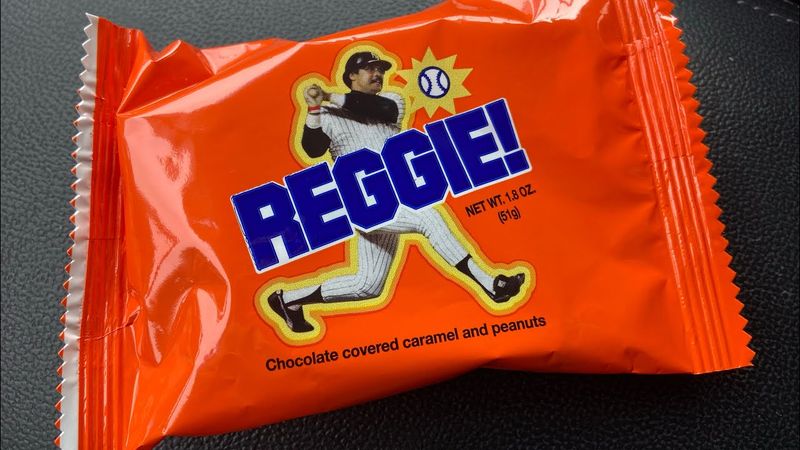 REGGIE!
NET WT. 1.8 OZ.
(51g)
Chocolate covered caramel and peanuts